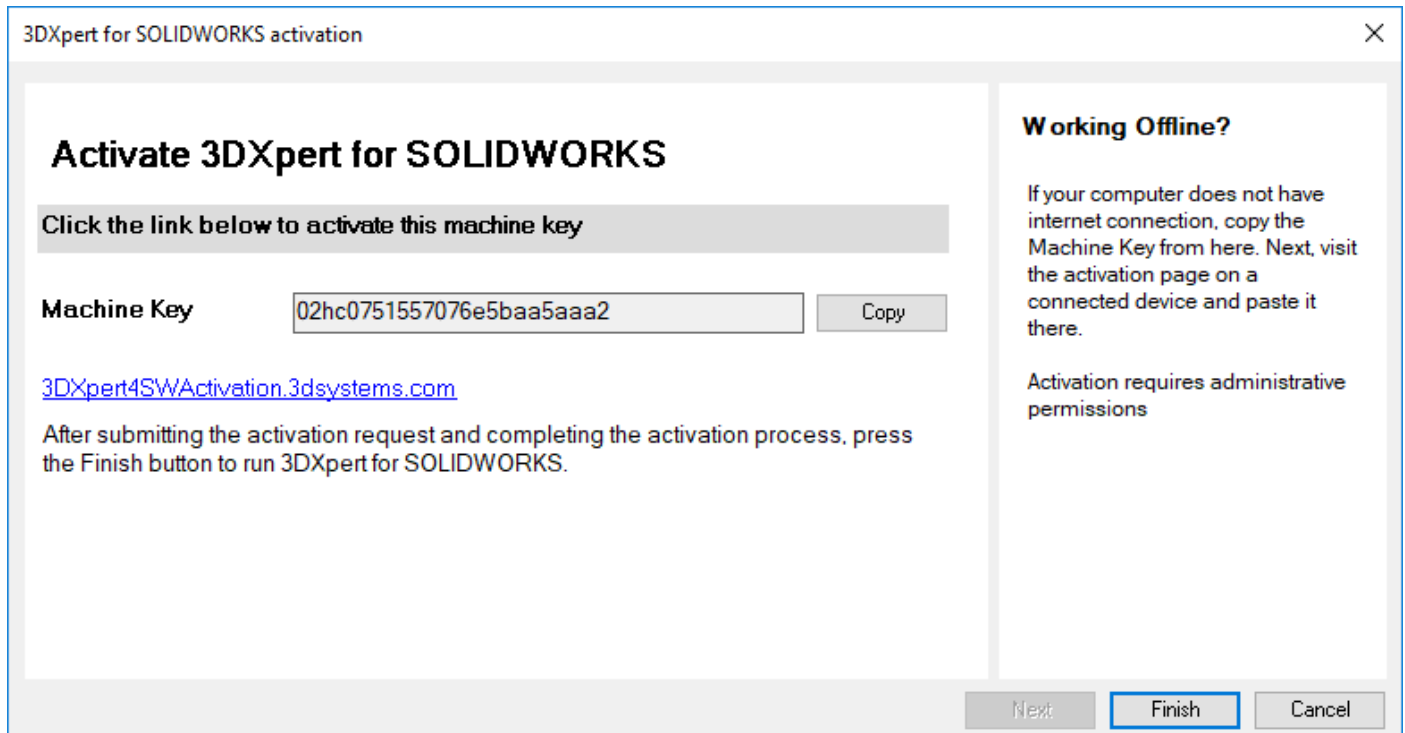 3DXpert for SOLIDWORKS activation
Activate 3DXpert for SOLIDWORKS
Click the link below to activate this machine key
Machine Key
02hc0751557076e5baa5aaa2
Copy
3DXpert4SWActivation.3dsystems.com
After submitting the activation request and completing the activation process, press
the Finish button to run 3DXpert for SOLIDWORKS.
Working Offline?
If your computer does not have
internet connection, copy the
Machine Key from here. Next, visit
the activation page on a
connected device and paste it
there.
Activation requires administrative
permissions
Next
Finish
Cancel